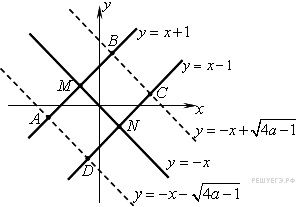 y
y = x + 1
B
y = x − 1
M
C
x
A
N
y = −x + √4a − 1
D
y = −x
y = −x − √4a − 1
РЕШУЕГЭ.РФ